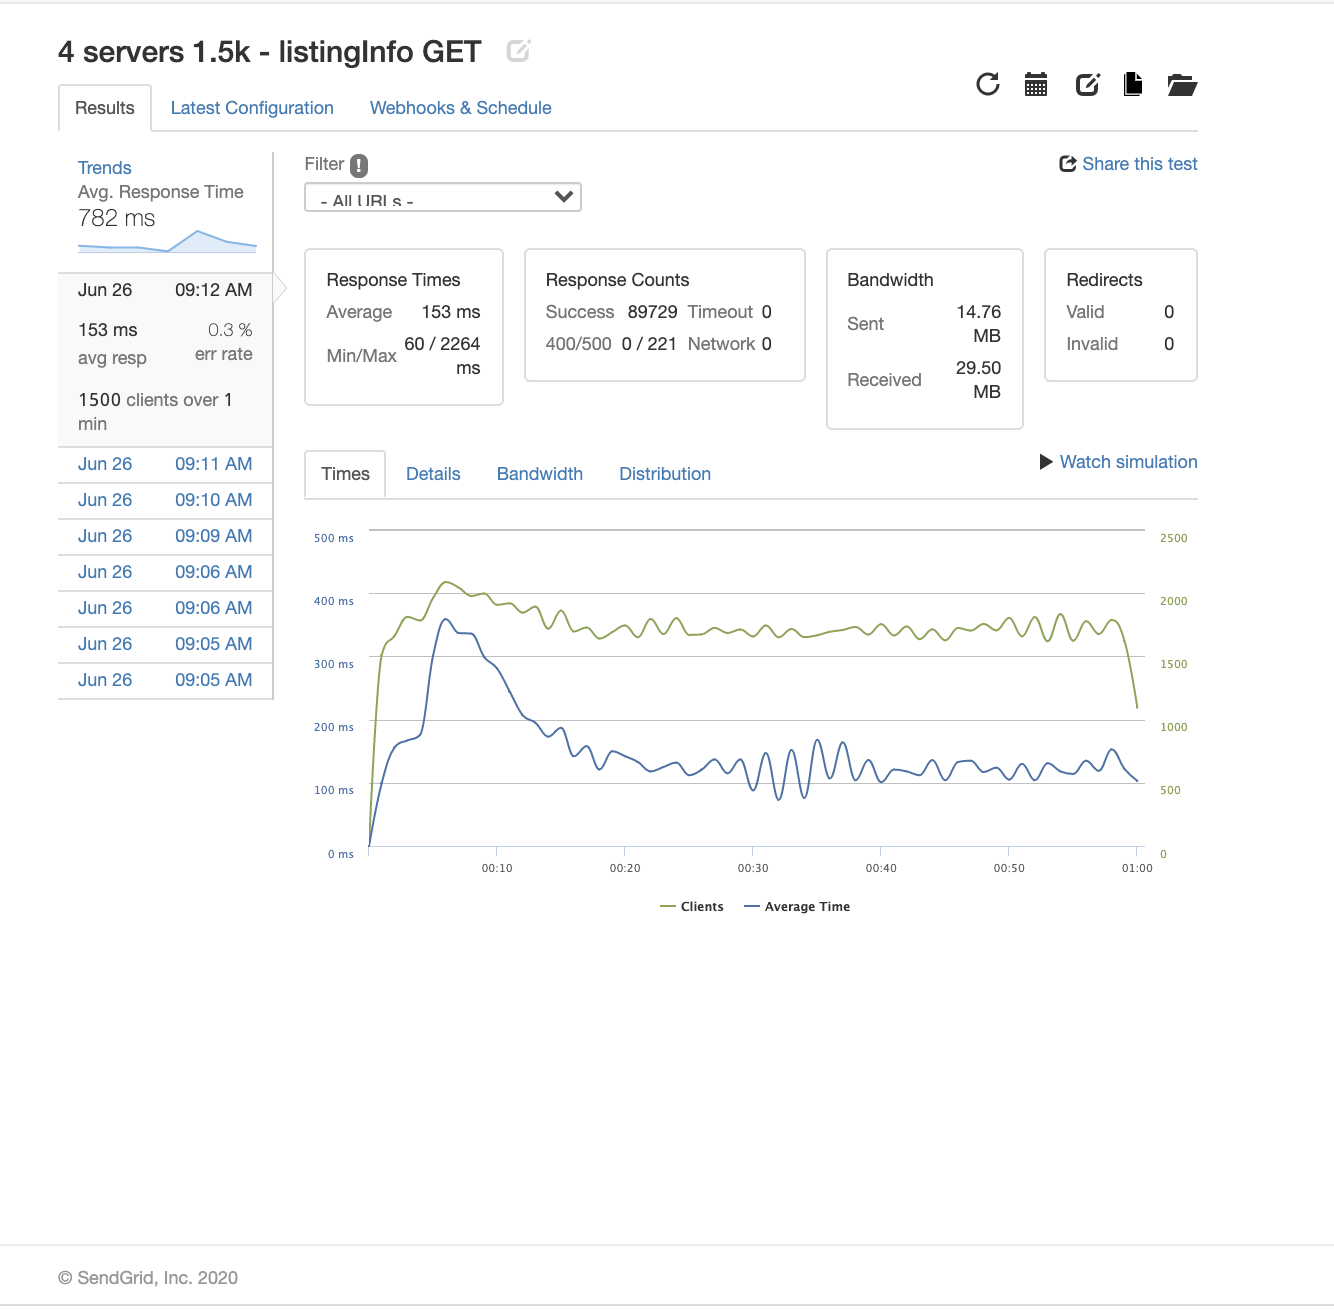 4 servers 1.5k - listingInfo GET
Results
Latest Configuration
Webhooks & Schedule
Trends
Avg. Response Time
782 ms
Jun 26 09:12 AM
153 ms 0.3 %
avg resp err rate
1500 clients over 1
min
Jun 26 09:11 AM
Jun 26 09:10 AM
Jun 26 09:09 AM
Jun 26 09:06 AM
Jun 26 09:06 AM
Jun 26 09:05 AM
Jun 26 09:05 AM
Filter !
- All URLs -
Share this test
Response Times
Average 153 ms
Min/Max 60 / 2264
ms
Response Counts
Success 89729 Timeout 0
400/500 0 / 221 Network 0
Bandwidth
Sent 14.76
MB
Received 29.50
MB
Redirects
Valid 0
Invalid 0
Times
Details
Bandwidth
Distribution
Watch simulation
500 ms 2500
400 ms 2000
300 ms 1500
200 ms 1000
100 ms 500
0 ms 0
00:10 00:20 00:30 00:40 00:50 01:00
Clients Average Time
© SendGrid, Inc. 2020